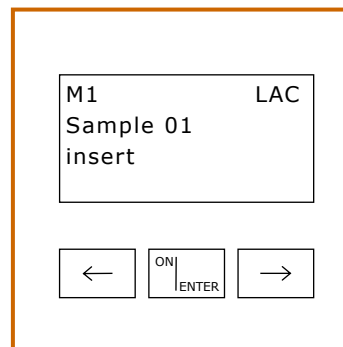 M1 LAC
Sample 01
insert
← ON ENTER →